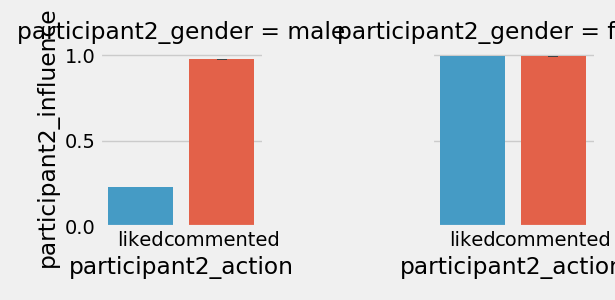 participant2_gender = male
participant2_gender = f
participant2_influence
1.0
0.5
0.0
liked
commented
liked
commented
participant2_action
participant2_action